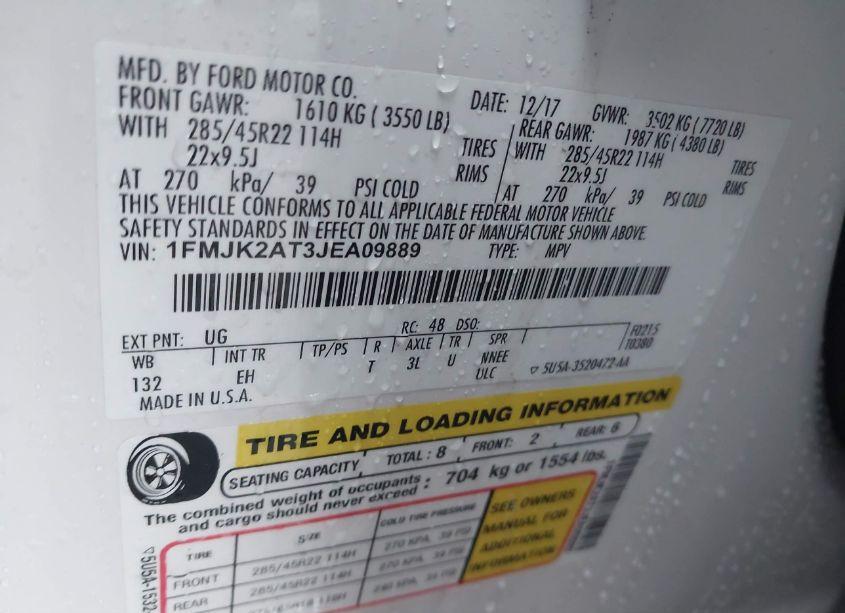 MFD. BY FORD MOTOR CO.
DATE: 12/17 GVWR: 3502 KG ( 7720 LB)
FRONT GAWR: 1610 KG ( 3550 LB)
REAR GAWR: 1987 KG ( 4380 LB)
WITH 285/45R22 114H TIRES
WITH 285/45R22 114H TIRES
22x9.5J RIMS
22x9.5J RIMS
AT 270 kPa/ 39 PSI COLD
AT 270 kPa/ 39 PSI COLD
THIS VEHICLE CONFORMS TO ALL APPLICABLE FEDERAL MOTOR VEHICLE
SAFETY STANDARDS IN EFFECT ON THE DATE OF MANUFACTURE SHOWN ABOVE.
VIN: 1FMJK2AT3JEA09889 TYPE: MPV
EXT PNT: UG RC: 48 DSO: F0215
WB INT TR TP/PS R AXLE TR SPR T0380
132 EH T 3L U NNEE
ULC 5U5A-3520472-AA
MADE IN U.S.A.
TIRE AND LOADING INFORMATION
SEATING CAPACITY TOTAL: 8 FRONT: 2 REAR: 6
The combined weight of occupants and cargo should never exceed : 704 kg or 1554 lbs.
TIRE SIZE COLD TIRE PRESSURE
FRONT 285/45R22 114H 270 KPA, 39 PSI
REAR 285/45R22 114H 270 KPA, 39 PSI
SEE OWNERS
MANUAL FOR
ADDITIONAL
INFORMATION
5U5A-1532